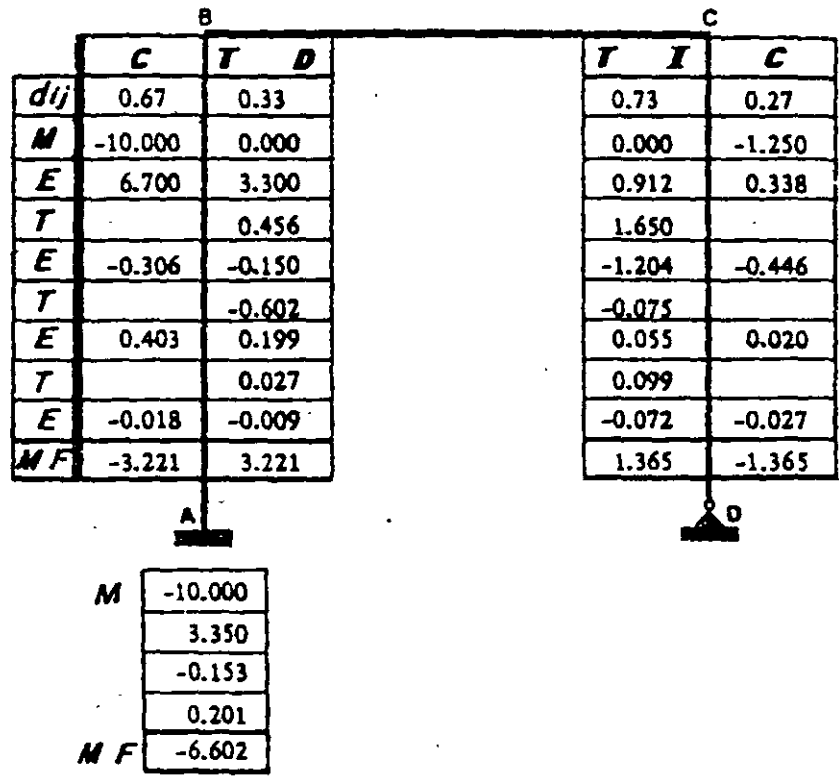 B C
C T D T I C
dij 0.67 0.33 0.73 0.27
M -10.000 0.000 0.000 -1.250
E 6.700 3.300 0.912 0.338
T 0.456 1.650
E -0.306 -0.150 -1.204 -0.446
T -0.602 -0.075
E 0.403 0.199 0.055 0.020
T 0.027 0.099
E -0.018 -0.009 -0.072 -0.027
M F -3.221 3.221 1.365 -1.365
A D
M -10.000
3.350
-0.153
0.201
M F -6.602